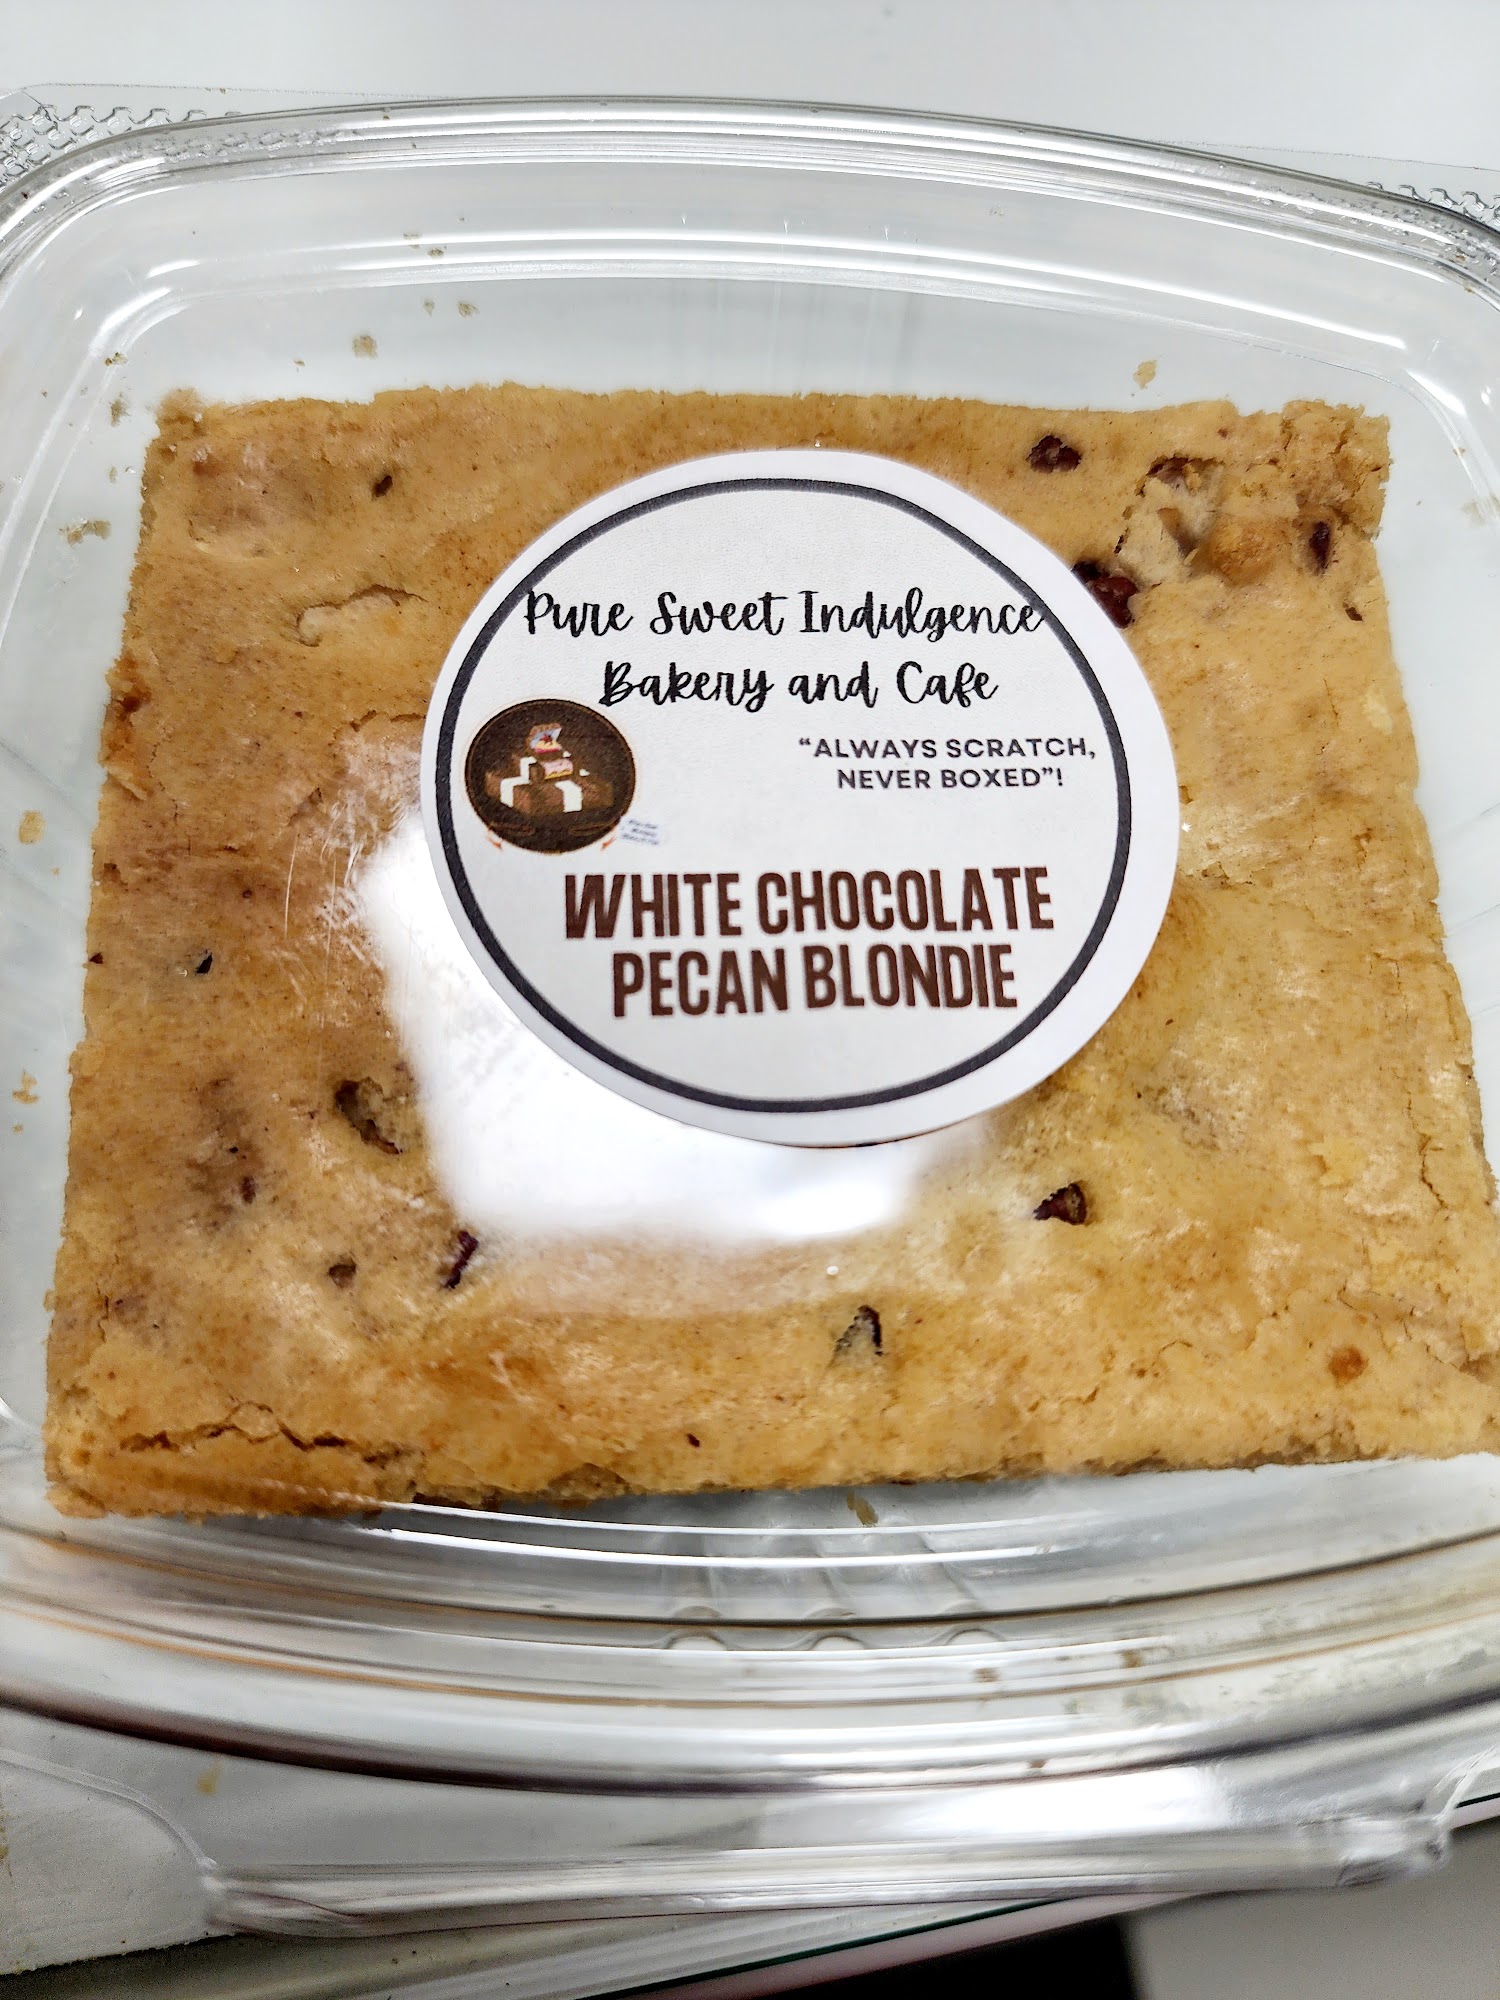 Pure Sweet Indulgence
Bakery and Cafe
"ALWAYS SCRATCH,
NEVER BOXED"!
WHITE CHOCOLATE
PECAN BLONDIE